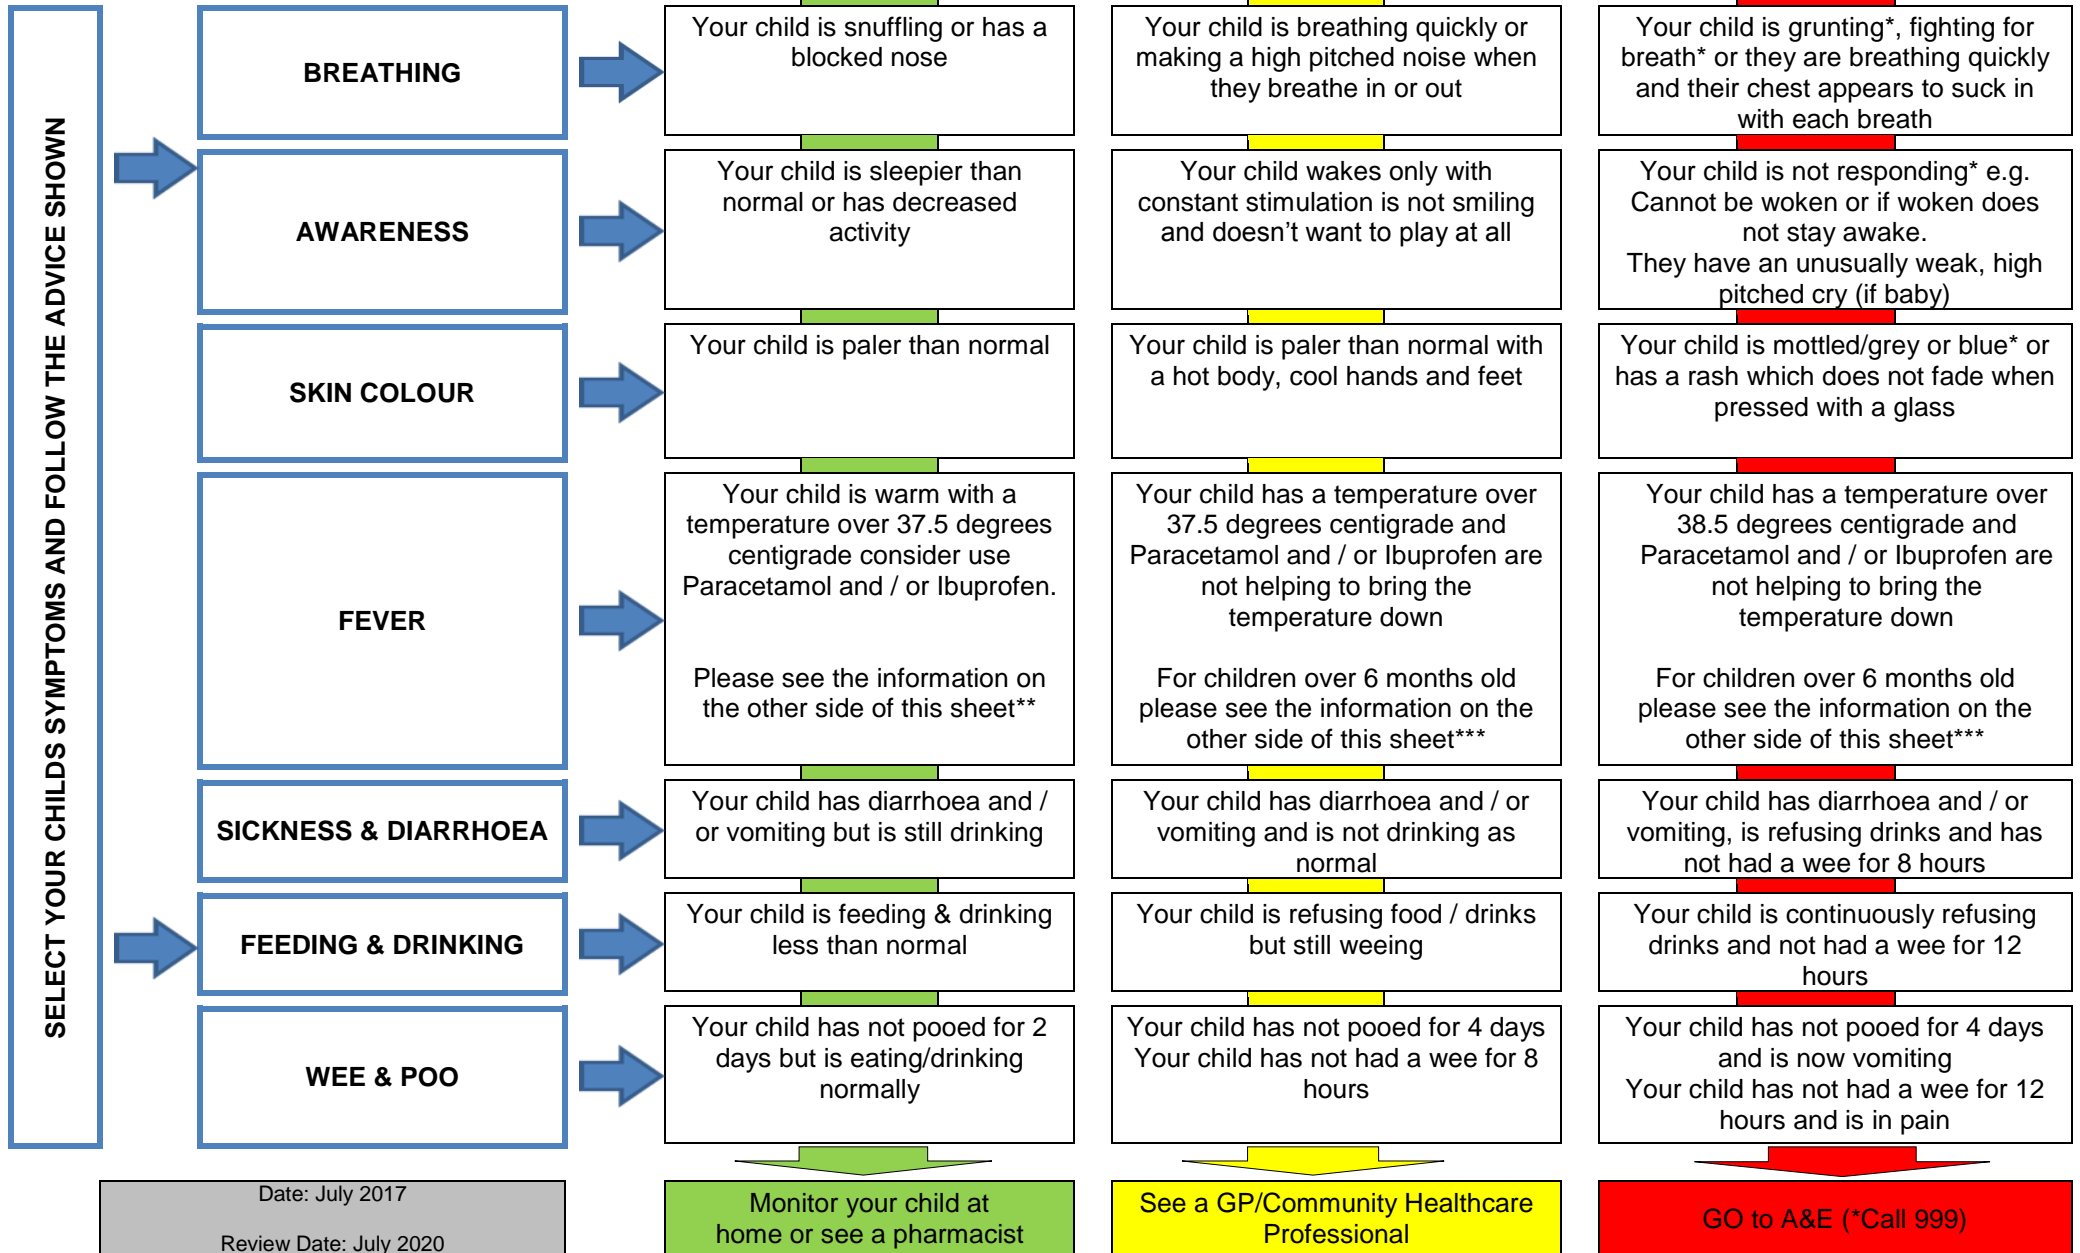 SELECT YOUR CHILDS SYMPTOMS AND FOLLOW THE ADVICE SHOWN
BREATHING
Your child is snuffling or has a
blocked nose
Your child is breathing quickly or
making a high pitched noise when
they breathe in or out
Your child is grunting*, fighting for
breath* or they are breathing quickly
and their chest appears to suck in
with each breath
AWARENESS
Your child is sleepier than
normal or has decreased
activity
Your child wakes only with
constant stimulation is not smiling
and doesn't want to play at all
Your child is not responding* e.g.
Cannot be woken or if woken does
not stay awake.
They have an unusually weak, high
pitched cry (if baby)
SKIN COLOUR
Your child is paler than normal
Your child is paler than normal with
a hot body, cool hands and feet
Your child is mottled/grey or blue* or
has a rash which does not fade when
pressed with a glass
FEVER
Your child is warm with a
temperature over 37.5 degrees
centigrade consider use
Paracetamol and / or Ibuprofen.
Please see the information on
the other side of this sheet**
Your child has a temperature over
37.5 degrees centigrade and
Paracetamol and / or Ibuprofen are
not helping to bring the
temperature down
For children over 6 months old
please see the information on the
other side of this sheet***
Your child has a temperature over
38.5 degrees centigrade and
Paracetamol and / or Ibuprofen are
not helping to bring the
temperature down
For children over 6 months old
please see the information on the
other side of this sheet***
SICKNESS & DIARRHOEA
Your child has diarrhoea and /
or vomiting but is still drinking
Your child has diarrhoea and / or
vomiting and is not drinking as
normal
Your child has diarrhoea and / or
vomiting, is refusing drinks and has
not had a wee for 8 hours
FEEDING & DRINKING
Your child is feeding & drinking
less than normal
Your child is refusing food / drinks
but still weeing
Your child is continuously refusing
drinks and not had a wee for 12
hours
WEE & POO
Your child has not pooed for 2
days but is eating/drinking
normally
Your child has not pooed for 4 days
Your child has not had a wee for 8
hours
Your child has not pooed for 4 days
and is now vomiting
Your child has not had a wee for 12
hours and is in pain
Date: July 2017
Review Date: July 2020
Monitor your child at
home or see a pharmacist
See a GP/Community Healthcare
Professional
GO to A&E (*Call 999)